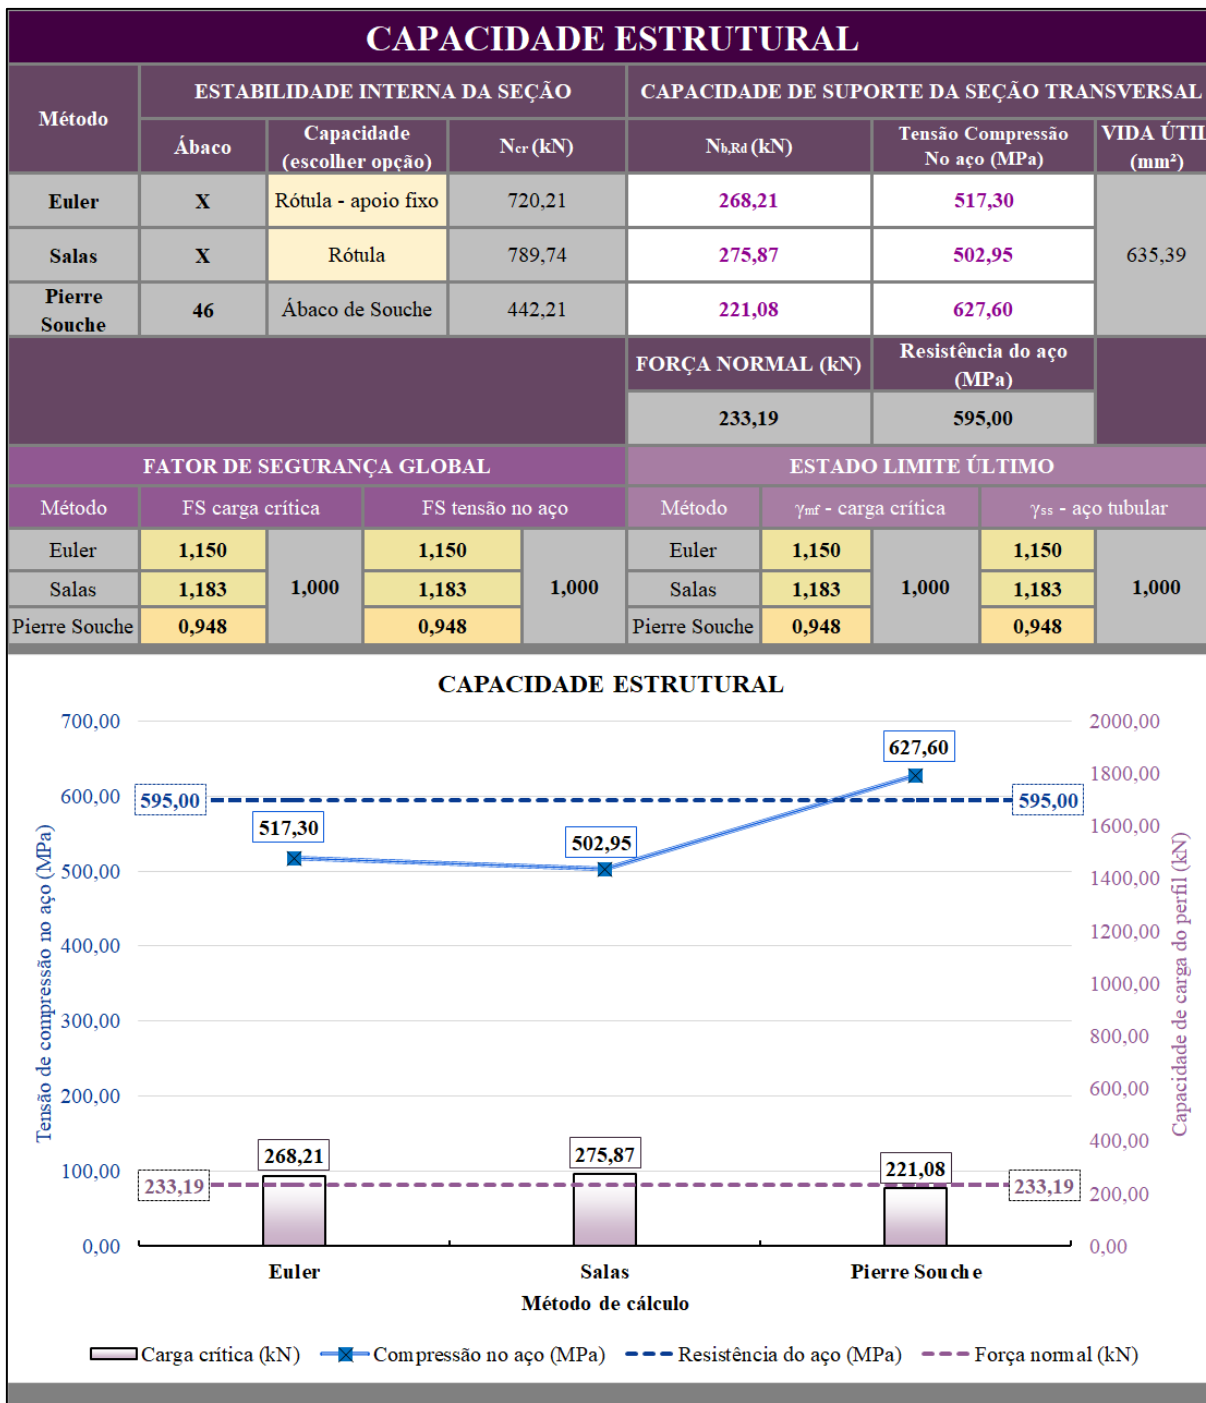 CAPACIDADE ESTRUTURAL
Método
ESTABILIDADE INTERNA DA SEÇÃO
CAPACIDADE DE SUPORTE DA SEÇÃO TRANSVERSAL
Ábaco
Capacidade
(escolher opção)
Ncr (kN)
Nb,Rd (kN)
Tensão Compressão
No aço (MPa)
VIDA ÚTIL
(mm²)
Euler X Rótula - apoio fixo 720,21 268,21 517,30
Salas X Rótula 789,74 275,87 502,95 635,39
Pierre
Souche
46 Ábaco de Souche 442,21 221,08 627,60
FORÇA NORMAL (kN)
Resistência do aço
(MPa)
233,19 595,00
FATOR DE SEGURANÇA GLOBAL
ESTADO LIMITE ÚLTIMO
Método FS carga crítica FS tensão no aço Método γmf - carga crítica γss - aço tubular
Euler 1,150 1,150 Euler 1,150 1,150
Salas 1,183 1,000 1,183 1,000 Salas 1,183 1,000 1,183 1,000
Pierre Souche 0,948 0,948 Pierre Souche 0,948 0,948
CAPACIDADE ESTRUTURAL
Tensão de compressão no aço (MPa)
700,00
600,00
500,00
400,00
300,00
200,00
100,00
0,00
595,00
517,30
502,95
627,60
595,00
233,19
268,21
275,87
221,08
233,19
2000,00
1800,00
1600,00
1400,00
1200,00
1000,00
800,00
600,00
400,00
200,00
0,00
Capacidade de carga do perfil (kN)
Euler Salas Pierre Souche
Método de cálculo
Carga crítica (kN) Compressão no aço (MPa) Resistência do aço (MPa) Força normal (kN)